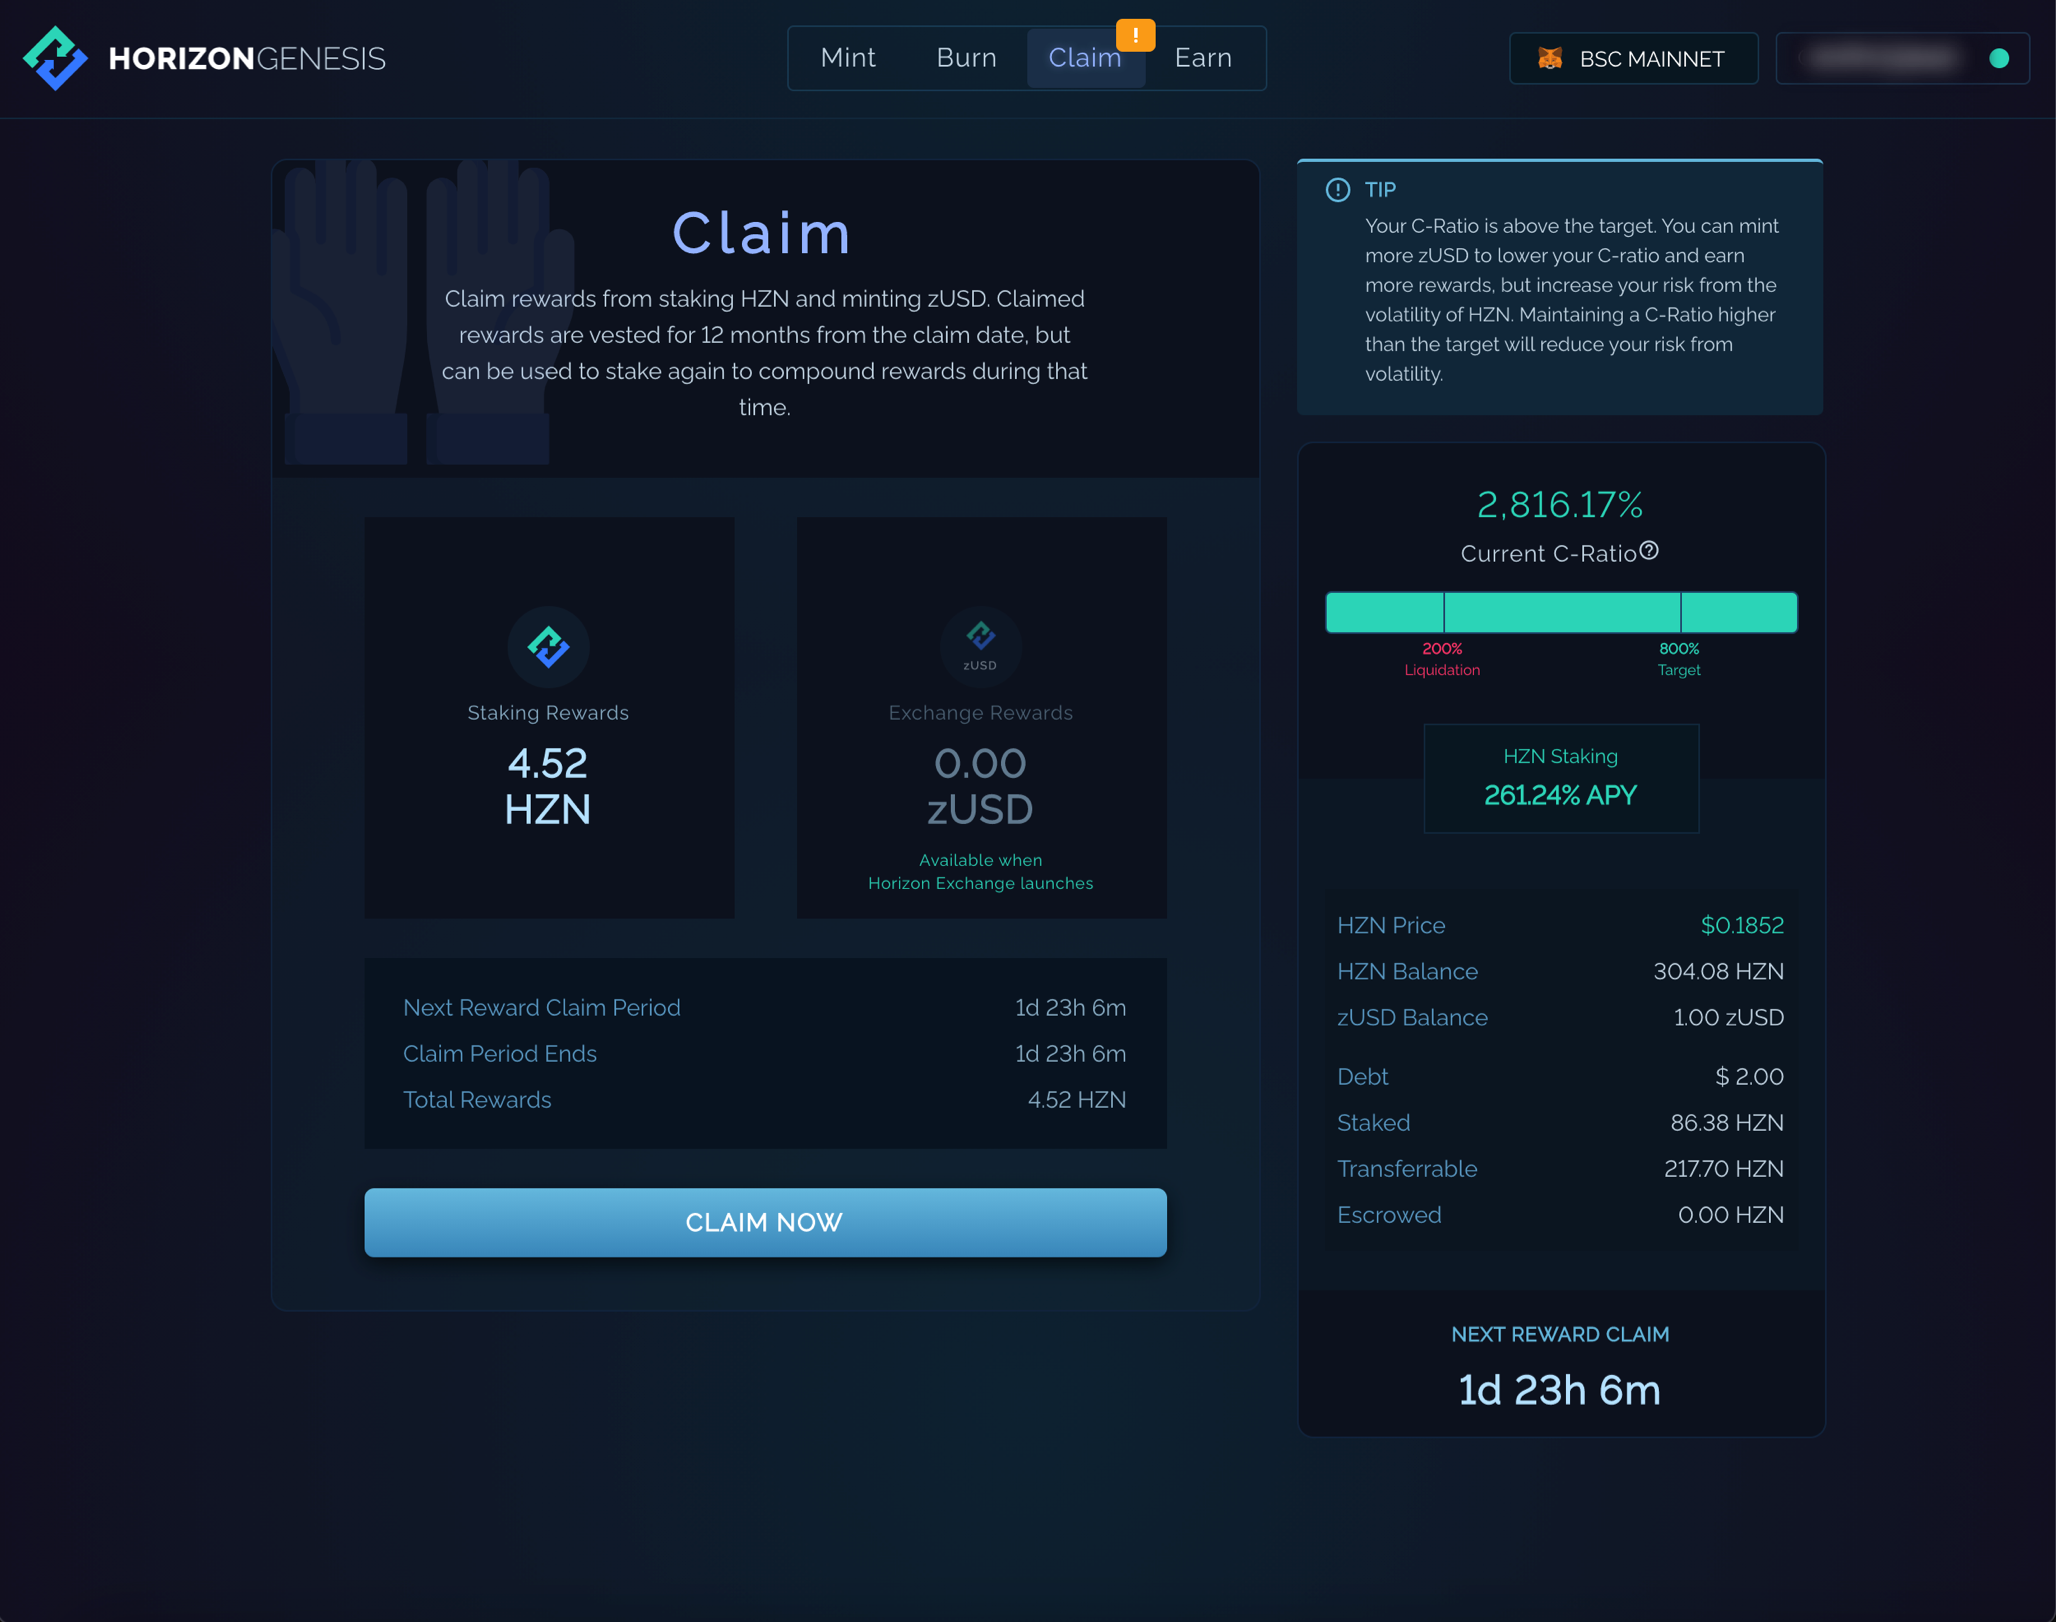 HORIZONGENESIS
Mint
Burn
Claim
!
Earn
BSC MAINNET
Claim
Claim rewards from staking HZN and minting zUSD. Claimed
rewards are vested for 12 months from the claim date, but
can be used to stake again to compound rewards during that
time.
Staking Rewards
4.52
HZN
zUSD
Exchange Rewards
0.00
zUSD
Available when
Horizon Exchange launches
Next Reward Claim Period
1d 23h 6m
Claim Period Ends
1d 23h 6m
Total Rewards
4.52 HZN
CLAIM NOW
TIP
Your C-Ratio is above the target. You can mint
more zUSD to lower your C-ratio and earn
more rewards, but increase your risk from the
volatility of HZN. Maintaining a C-Ratio higher
than the target will reduce your risk from
volatility.
2,816.17%
Current C-Ratio
200%
Liquidation
800%
Target
HZN Staking
261.24% APY
HZN Price
$0.1852
HZN Balance
304.08 HZN
zUSD Balance
1.00 zUSD
Debt
$ 2.00
Staked
86.38 HZN
Transferrable
217.70 HZN
Escrowed
0.00 HZN
NEXT REWARD CLAIM
1d 23h 6m